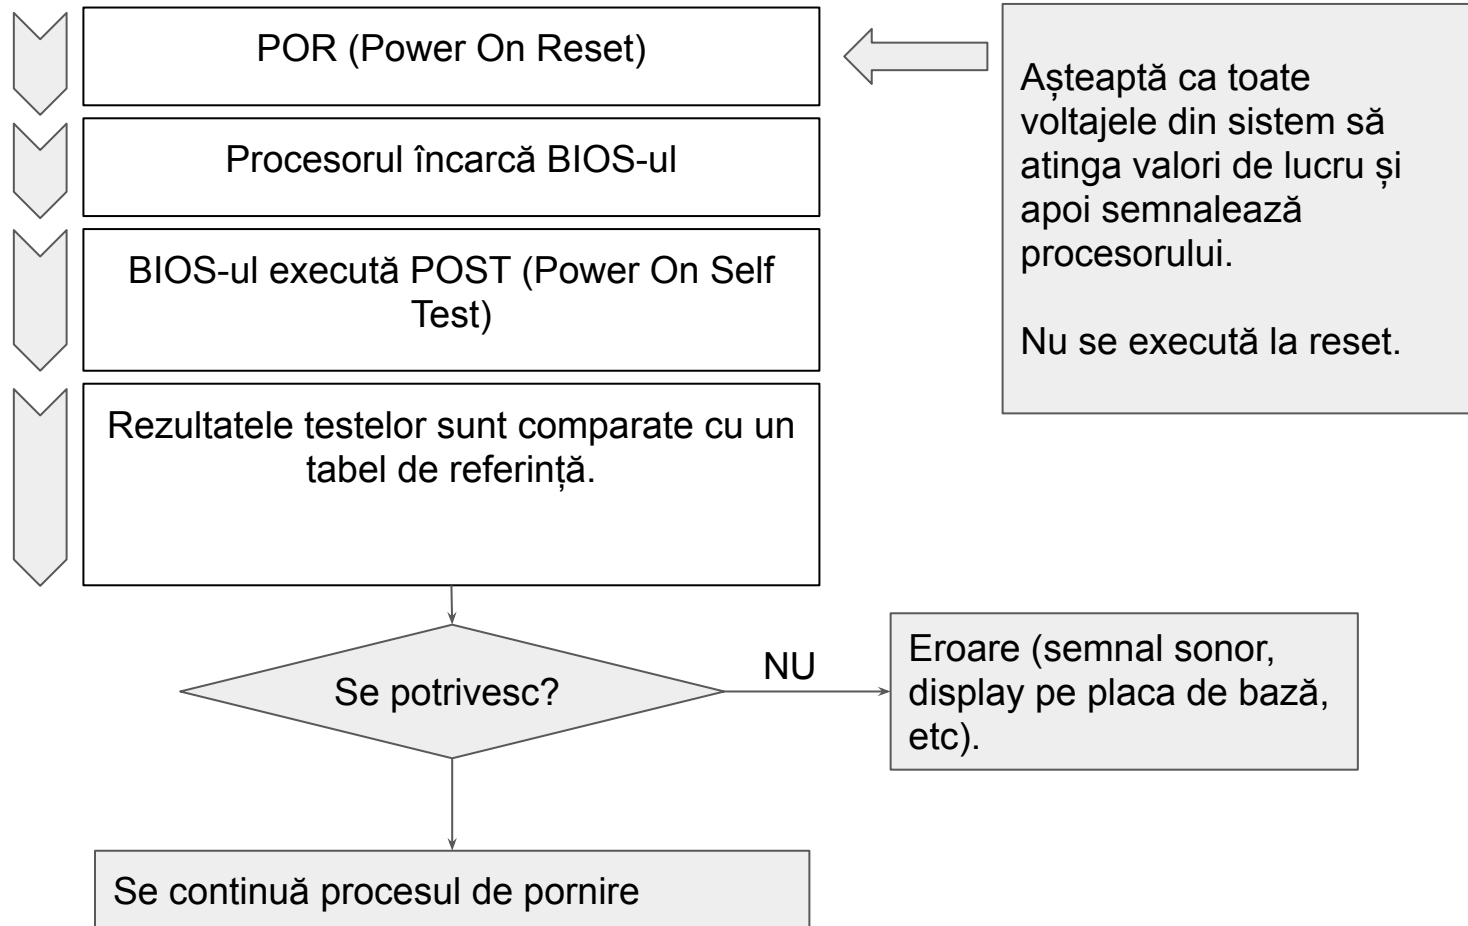 POR (Power On Reset)
Așteaptă ca toate
voltajele din sistem să
atinga valori de lucru și
apoi semnalează
procesorului.
Nu se execută la reset.
Procesorul încarcă BIOS-ul
BIOS-ul execută POST (Power On Self
Test)
Rezultatele testelor sunt comparate cu un
tabel de referință.
Se potrivesc?
NU
Eroare (semnal sonor,
display pe placa de bază,
etc).
Se continuă procesul de pornire